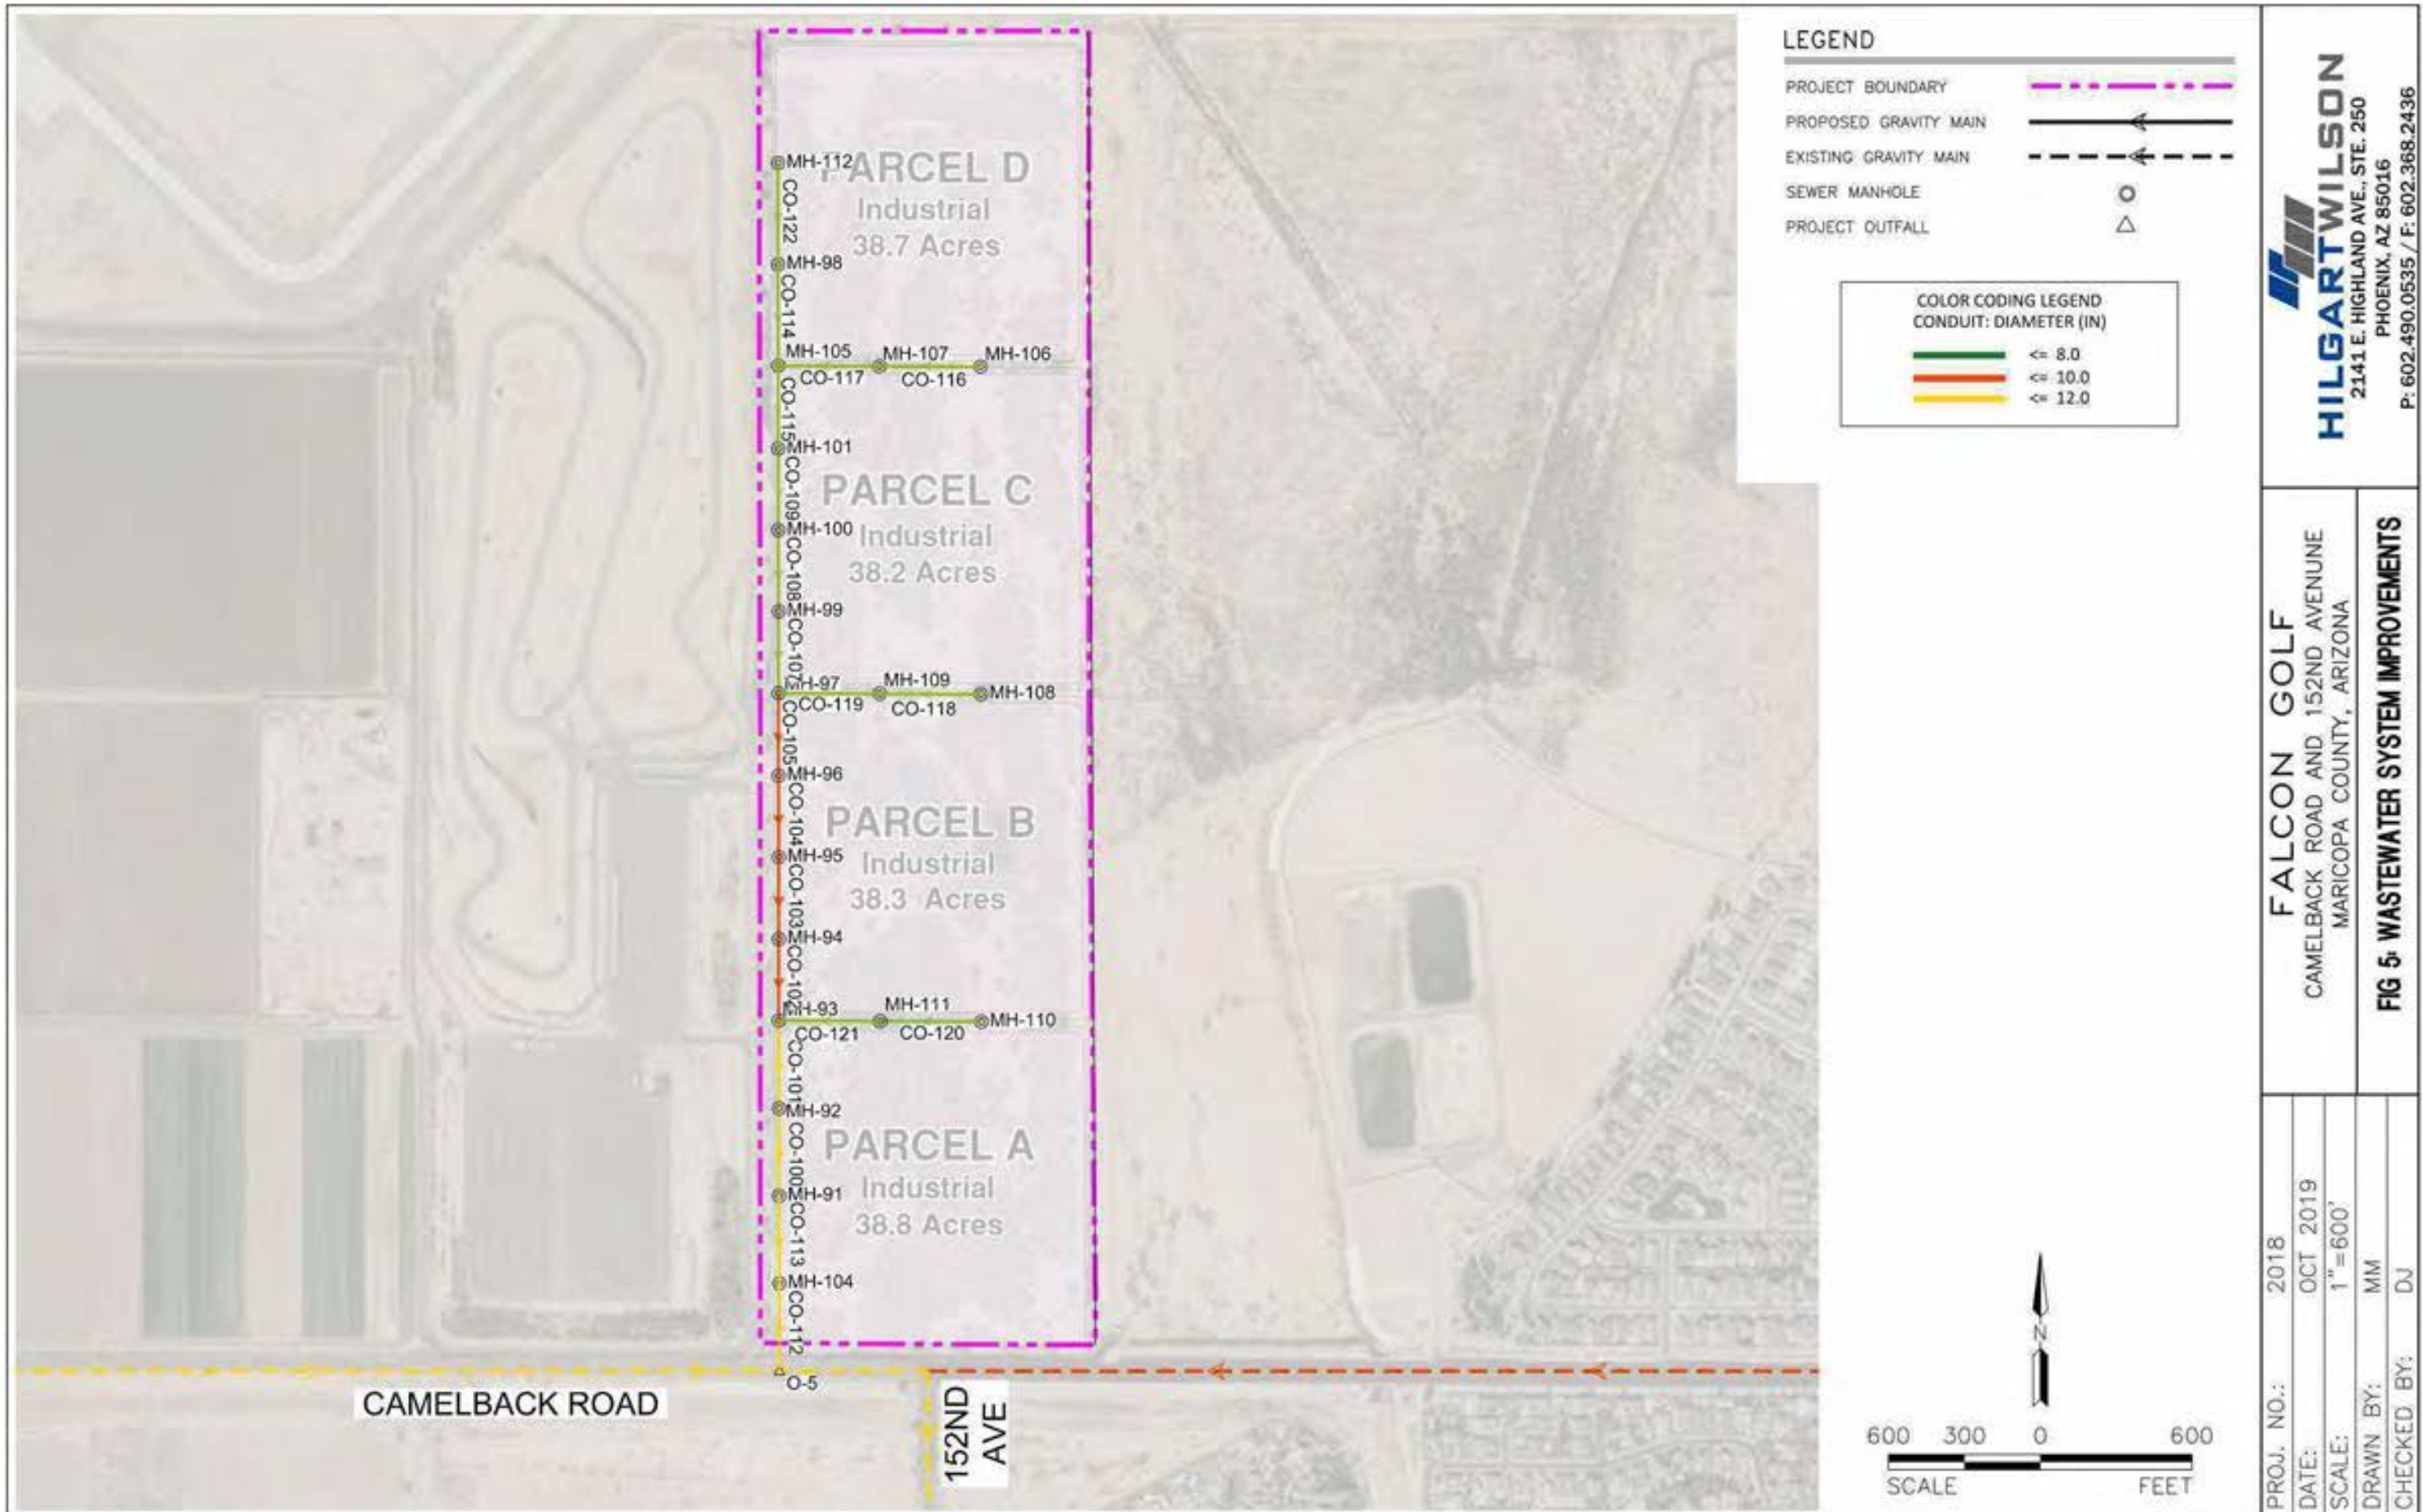 LEGEND
PROJECT BOUNDARY
PROPOSED GRAVITY MAIN
EXISTING GRAVITY MAIN
SEWER MANHOLE
PROJECT OUTFALL
COLOR CODING LEGEND
CONDUIT: DIAMETER (IN)
<= 8.0
<= 10.0
<= 12.0
MH-112
PARCEL D
Industrial
38.7 Acres
CO-122
MH-98
CO-114
MH-105
MH-107
MH-106
CO-117
CO-116
CO-115
MH-101
CO-109
PARCEL C
Industrial
38.2 Acres
MH-100
CO-108
MH-99
CO-107
MH-97
MH-109
MH-108
CO-119
CO-118
CO-105
MH-96
CO-104
PARCEL B
Industrial
38.3 Acres
MH-95
CO-103
MH-94
CO-102
MH-93
MH-111
MH-110
CO-121
CO-120
CO-101
MH-92
CO-100
PARCEL A
Industrial
38.8 Acres
MH-91
CO-113
MH-104
CO-112
O-5
CAMELBACK ROAD
152ND
AVE
N
600 300 0 600
SCALE FEET
HILGARTWILSON
2141 E. HIGHLAND AVE., STE. 250
PHOENIX, AZ 85016
P: 602.490.0535 / F: 602.368.2436
FALCON GOLF
CAMELBACK ROAD AND 152ND AVENUE
MARICOPA COUNTY, ARIZONA
FIG 5: WASTEWATER SYSTEM IMPROVEMENTS
PROJ. NO.: 2018
DATE: OCT 2019
SCALE: 1"=600'
DRAWN BY: MM
CHECKED BY: DJ